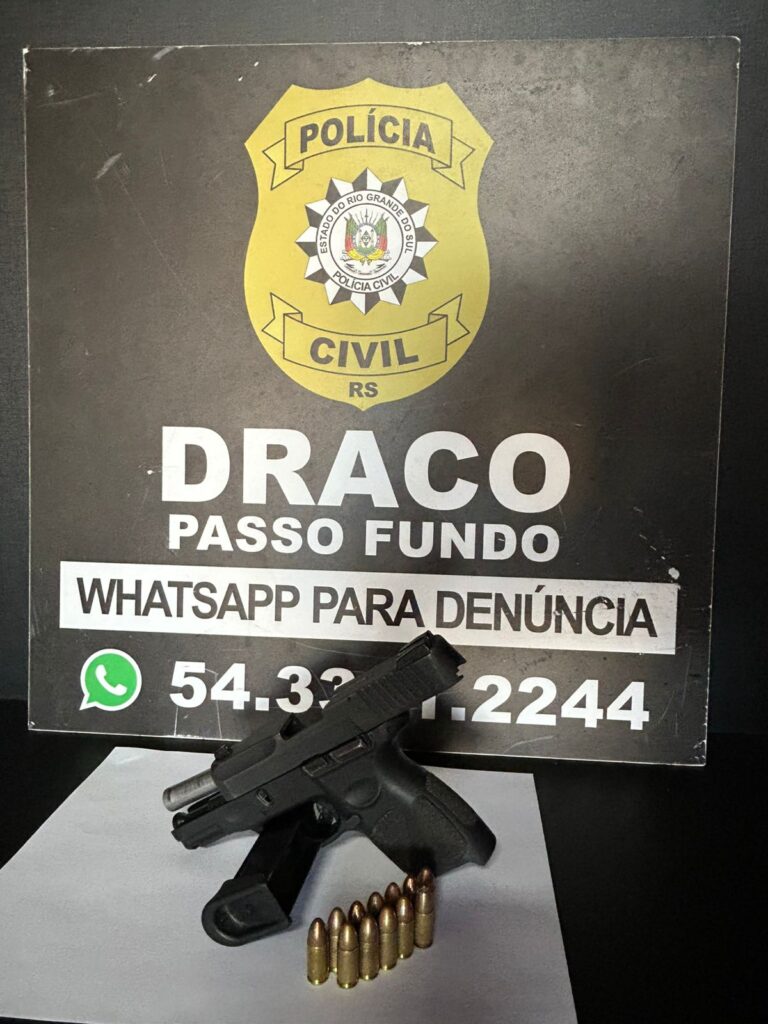 POLÍCIA
ESTADO DO RIO GRANDE DO SUL
POLÍCIA CIVIL
CIVIL
RS
DRACO
PASSO FUNDO
WHATSAPP PARA DENÚNCIA
54.33 1.2244